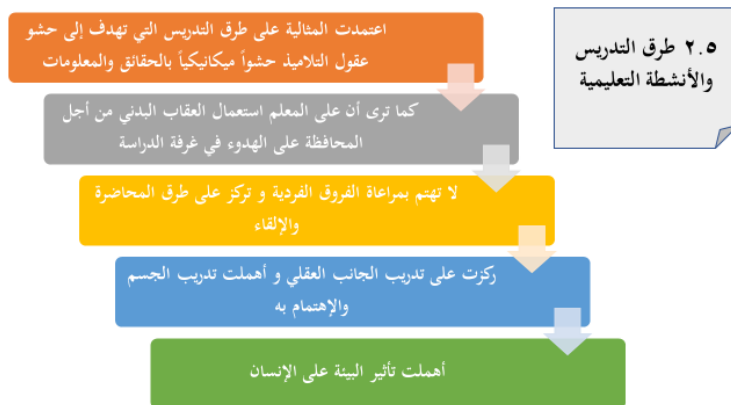 ٢.٥ طرق التدريس
والأنشطة التعليمية
اعتمدت المثالية على طرق التدريس التي تهدف إلى حشو
عقول التلاميذ حشواً ميكانيكياً بالحقائق والمعلومات
كما ترى أن على المعلم استعمال العقاب البدني من أجل
المحافظة على الهدوء في غرفة الدراسة
لا تهتم بمراعاة الفروق الفردية و تركز على طرق المحاضرة
والإلقاء
ركزت على تدريب الجانب العقلي و أهملت تدريب الجسم
والإهتمام به
أهملت تأثير البيئة على الإنسان